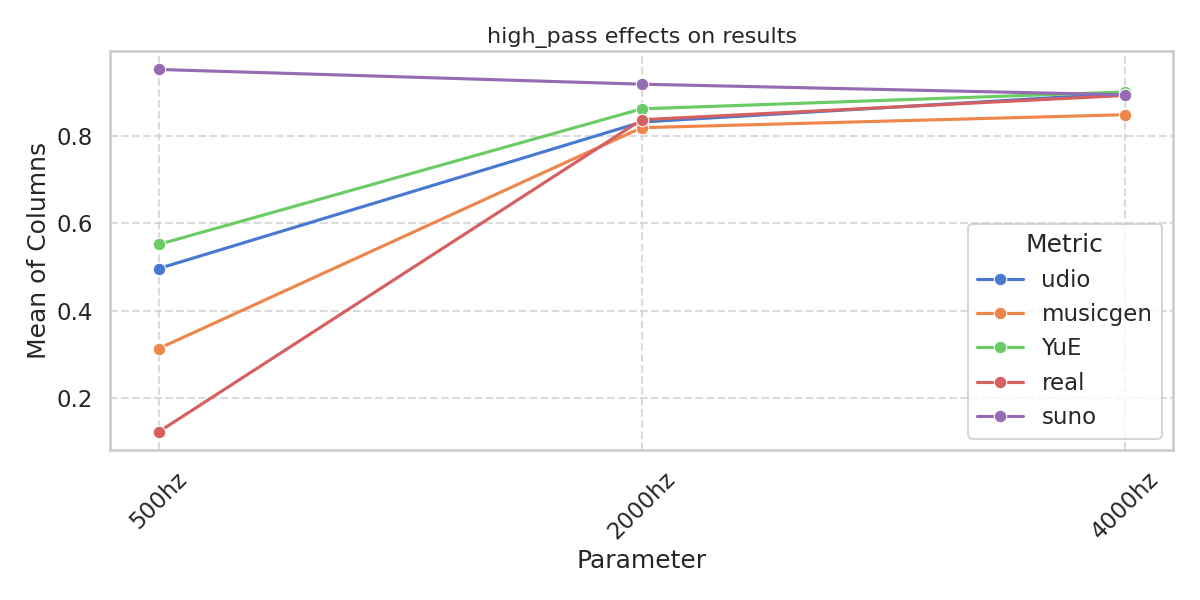 high_pass effects on results
Mean of Columns
0.8
0.6
0.4
0.2
Metric
udio
musicgen
YuE
real
suno
500hz
2000hz
4000hz
Parameter